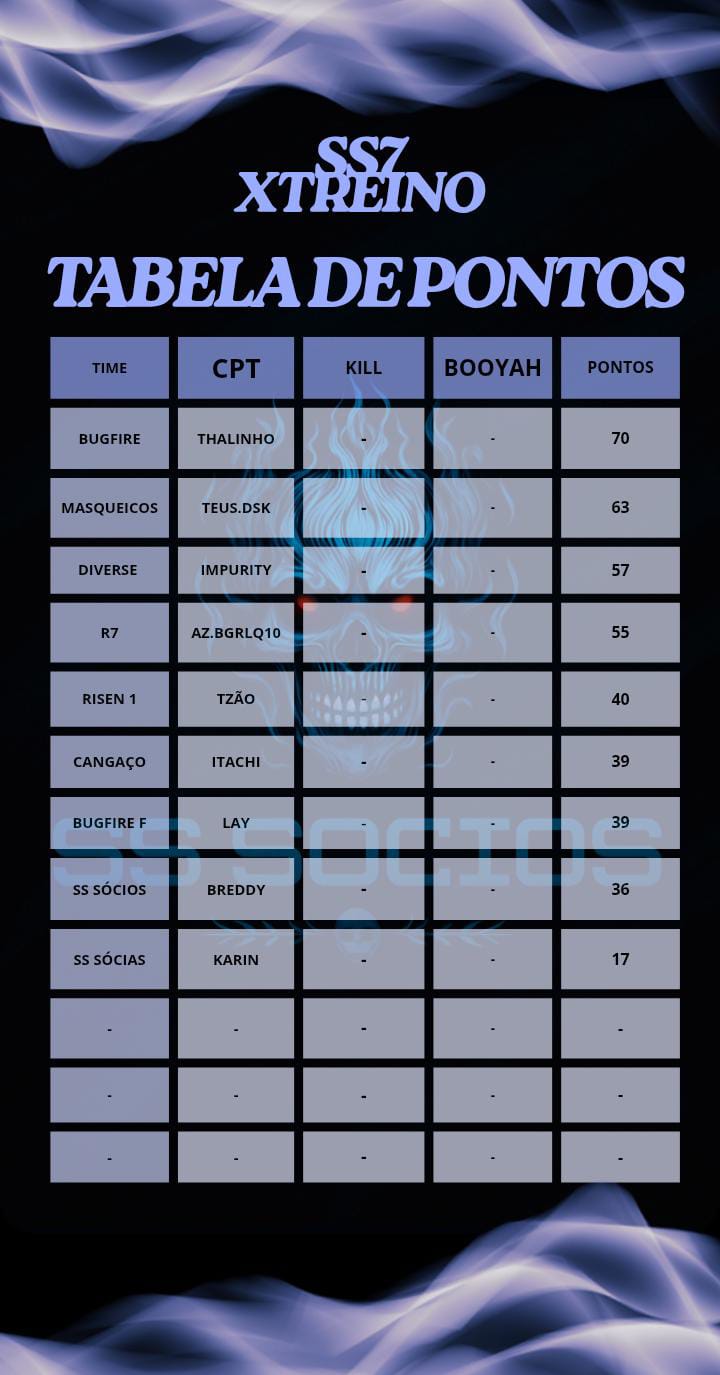 SS7
XTREINO
TABELA DE PONTOS
TIME CPT KILL BOOYAH PONTOS
BUGFIRE THALINHO - - 70
MASQUEICOS TEUS.DSK - - 63
DIVERSE IMPURITY - - 57
R7 AZ.BGRLQ10 - - 55
RISEN 1 TZÃO - - 40
CANGAÇO ITACHI - - 39
BUGFIRE F LAY - - 39
SS SOCIOS
SS SÓCIOS BREDDY - - 36
SS SÓCIAS KARIN - - 17
- - - - -
- - - - -
- - - - -